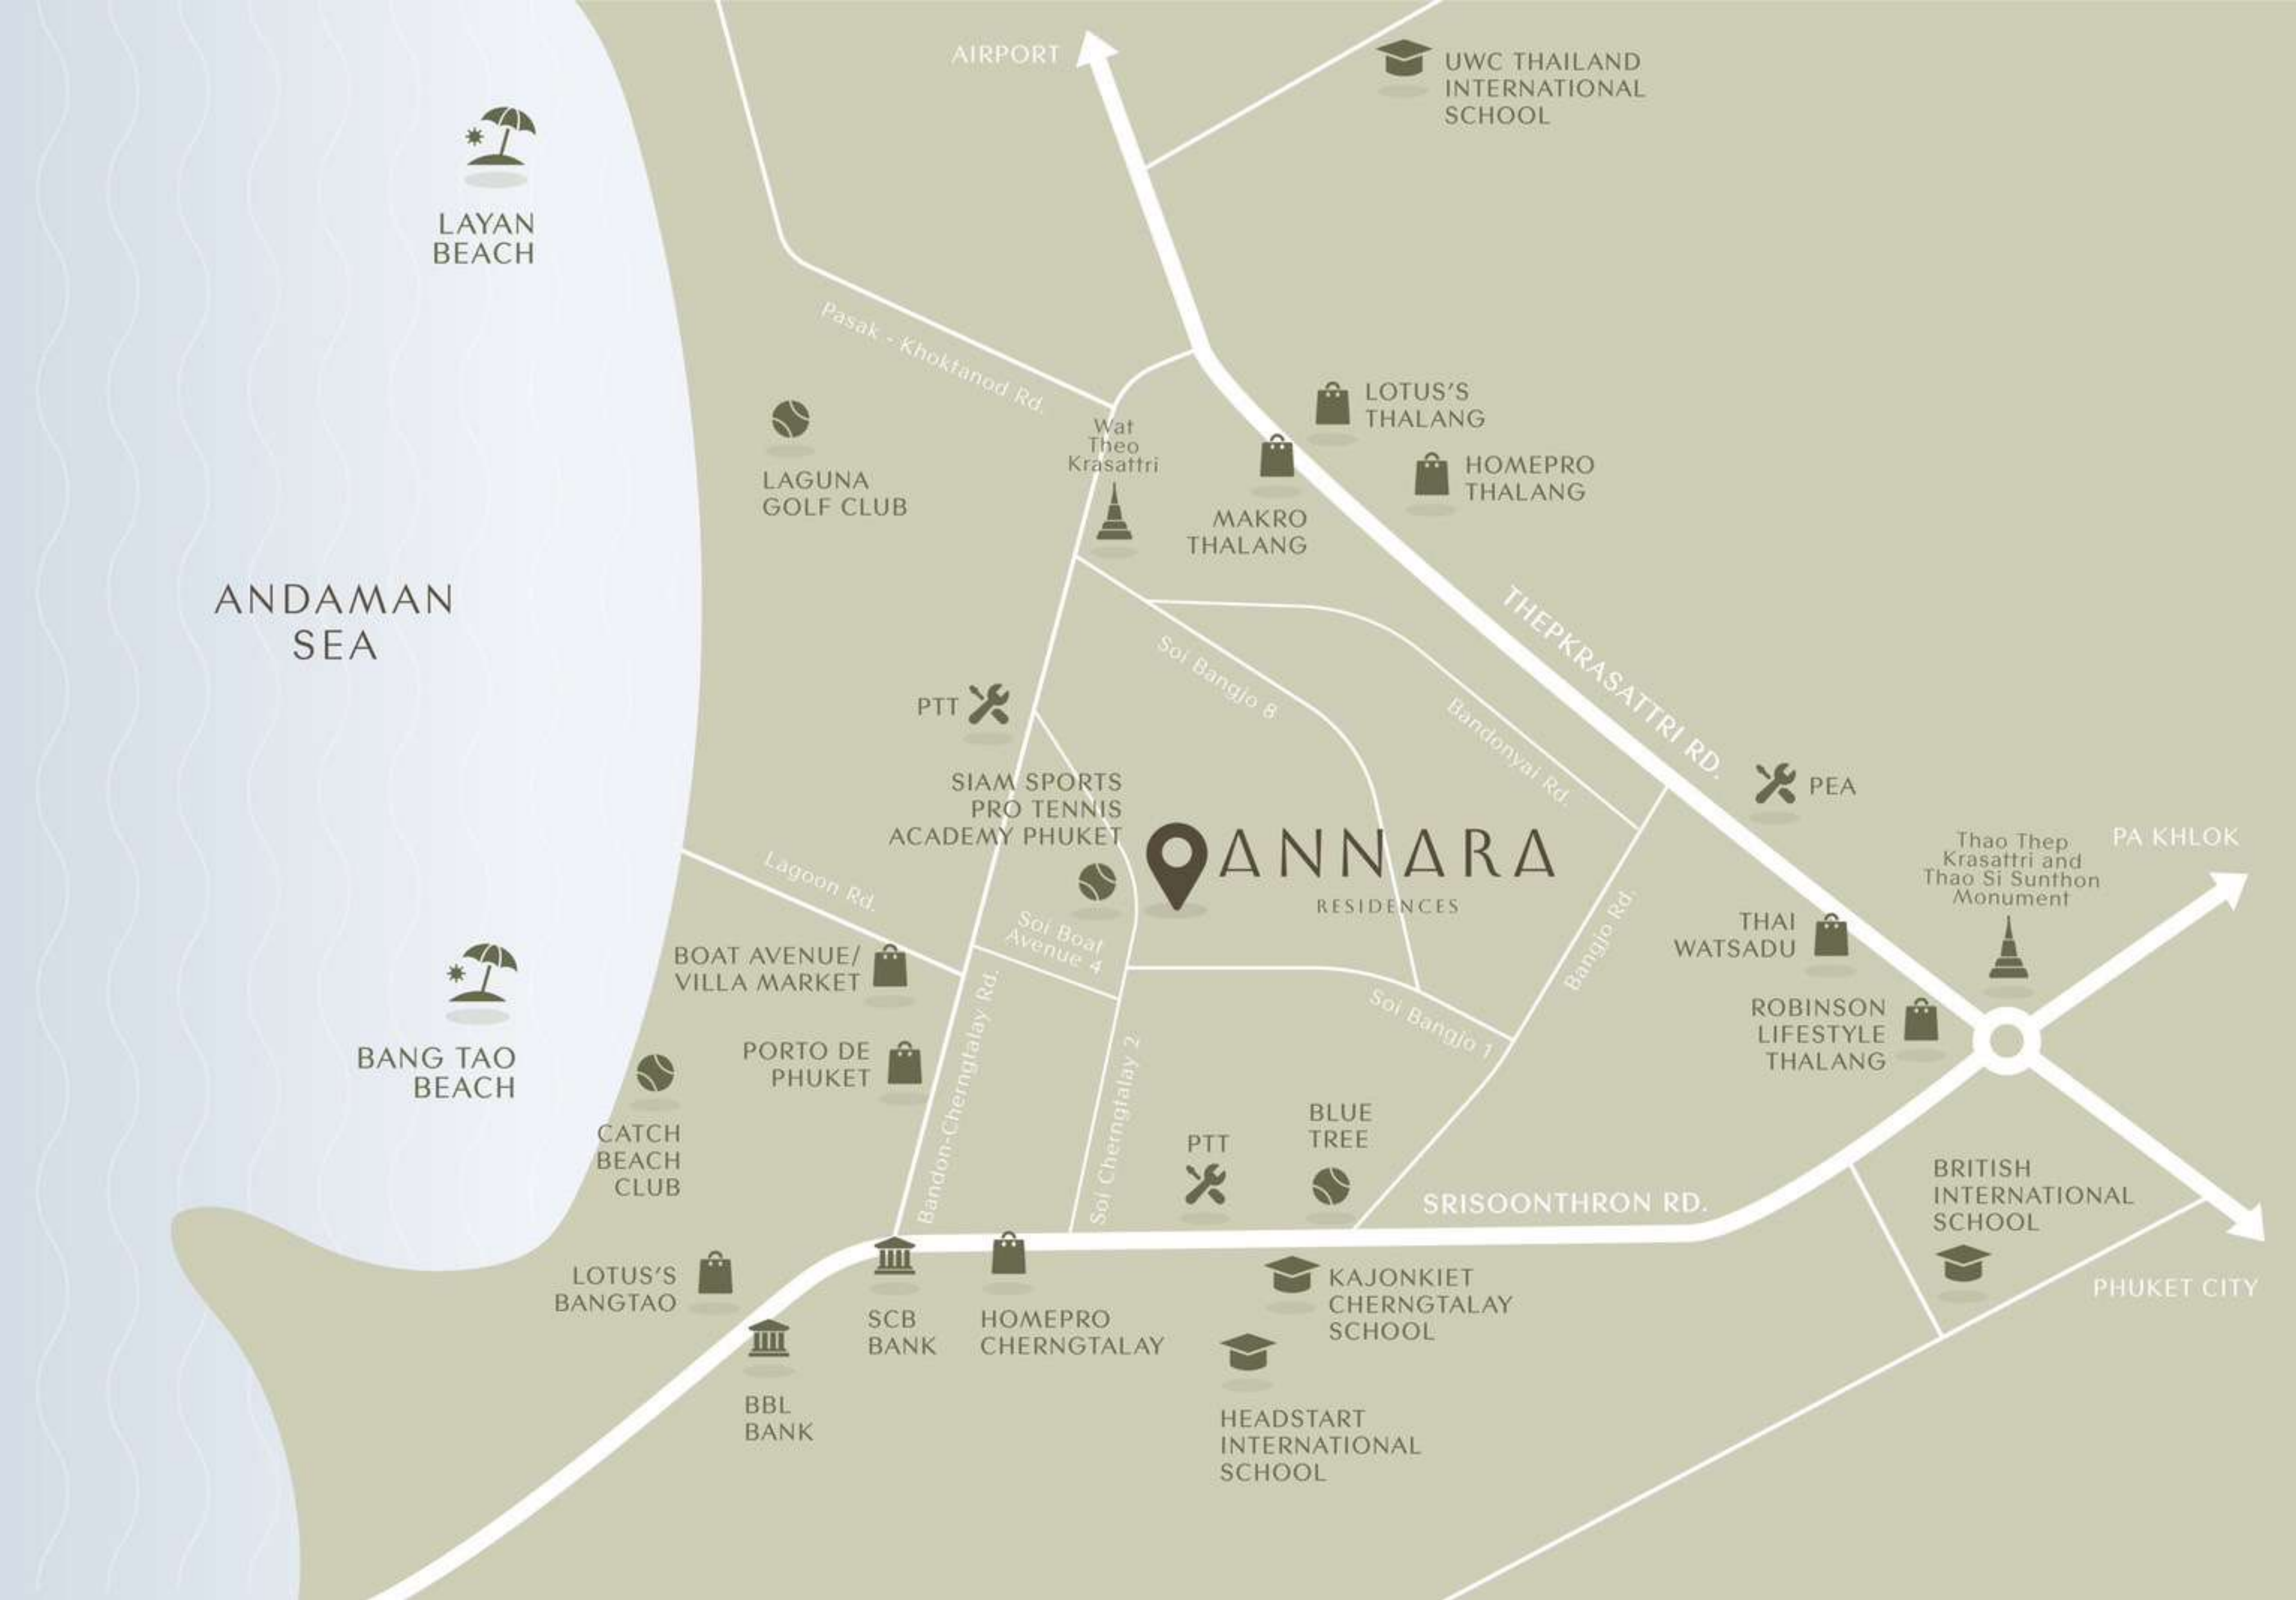 AIRPORT
UWC THAILAND
INTERNATIONAL
SCHOOL
LAYAN
BEACH
Pasak - Khoktanod Rd.
LOTUS'S
THALANG
Wat
Theo
Krasattri
HOMEPRO
THALANG
LAGUNA
GOLF CLUB
MAKRO
THALANG
ANDAMAN
SEA
THEPKRASATTRI RD.
Soi Bangjo 8
PTT
Bandonyai Rd.
SIAM SPORTS
PRO TENNIS
ACADEMY PHUKET
PEA
ANNARA
RESIDENCES
Thao Thep
Krasattri and
Thao Si Sunthon
Monument
PA KHLOK
Lagoon Rd.
Soi Boat
Avenue 4
Bangjo Rd.
THAI
WATSADU
BOAT AVENUE/
VILLA MARKET
Soi Bangjo 1
ROBINSON
LIFESTYLE
THALANG
BANG TAO
BEACH
PORTO DE
PHUKET
Bandon-Cherngtalay Rd.
Soi Cherngtalay 2
CATCH
BEACH
CLUB
PTT
BLUE
TREE
SRISOONTHRON RD.
BRITISH
INTERNATIONAL
SCHOOL
LOTUS'S
BANGTAO
SCB
BANK
HOMEPRO
CHERNGTALAY
KAJONKIET
CHERNGTALAY
SCHOOL
PHUKET CITY
BBL
BANK
HEADSTART
INTERNATIONAL
SCHOOL